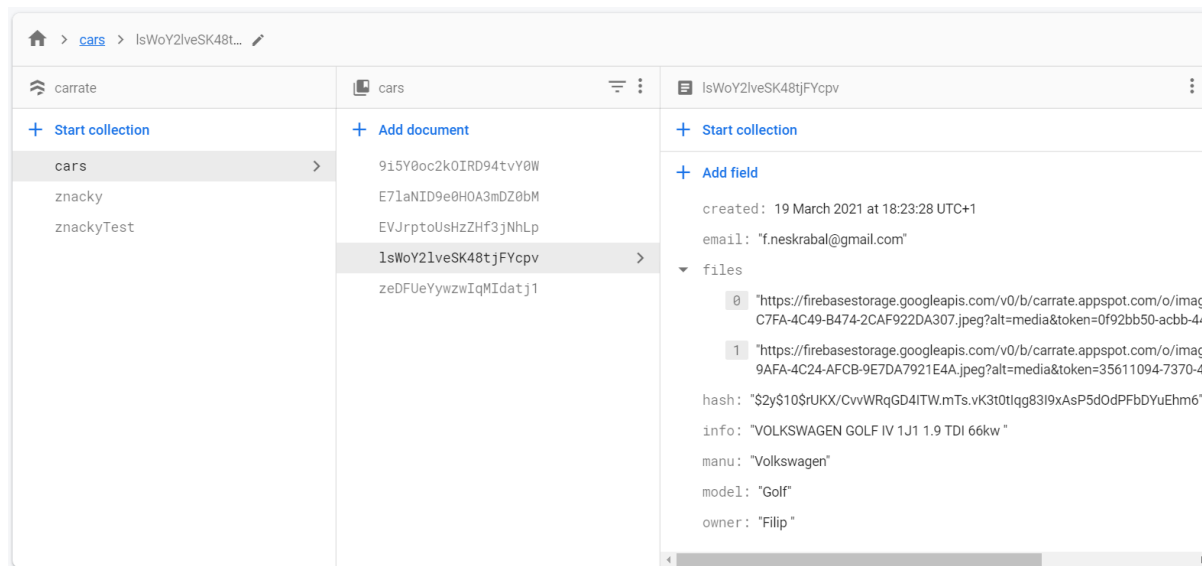 cars > lsWoY2lveSK48t...
carrate
cars
lsWoY2lveSK48tjFYcpv
+ Start collection
+ Add document
+ Start collection
cars
znacky
znackyTest
9i5Y0oc2kOIRD94tvY0W
E7laNID9e0HOA3mDZ0bM
EVJrptoUsHzZHf3jNhLp
lsWoY2lveSK48tjFYcpv
zeDFUeYywzwIqMIdatj1
+ Add field
created: 19 March 2021 at 18:23:28 UTC+1
email: "f.neskrabal@gmail.com"
files
0 "https://firebasestorage.googleapis.com/v0/b/carrate.appspot.com/o/imag
C7FA-4C49-B474-2CAF922DA307.jpeg?alt=media&token=0f92bb50-acbb-44
1 "https://firebasestorage.googleapis.com/v0/b/carrate.appspot.com/o/imag
9AFA-4C24-AFCB-9E7DA7921E4A.jpeg?alt=media&token=35611094-7370-4
hash: "$2y$10$rUKX/CvvWRqGD4ITW.mTs.vK3t0tIqg83I9xAsP5dOdPFbDYuEhm6"
info: "VOLKSWAGEN GOLF IV 1J1 1.9 TDI 66kw "
manu: "Volkswagen"
model: "Golf"
owner: "Filip "